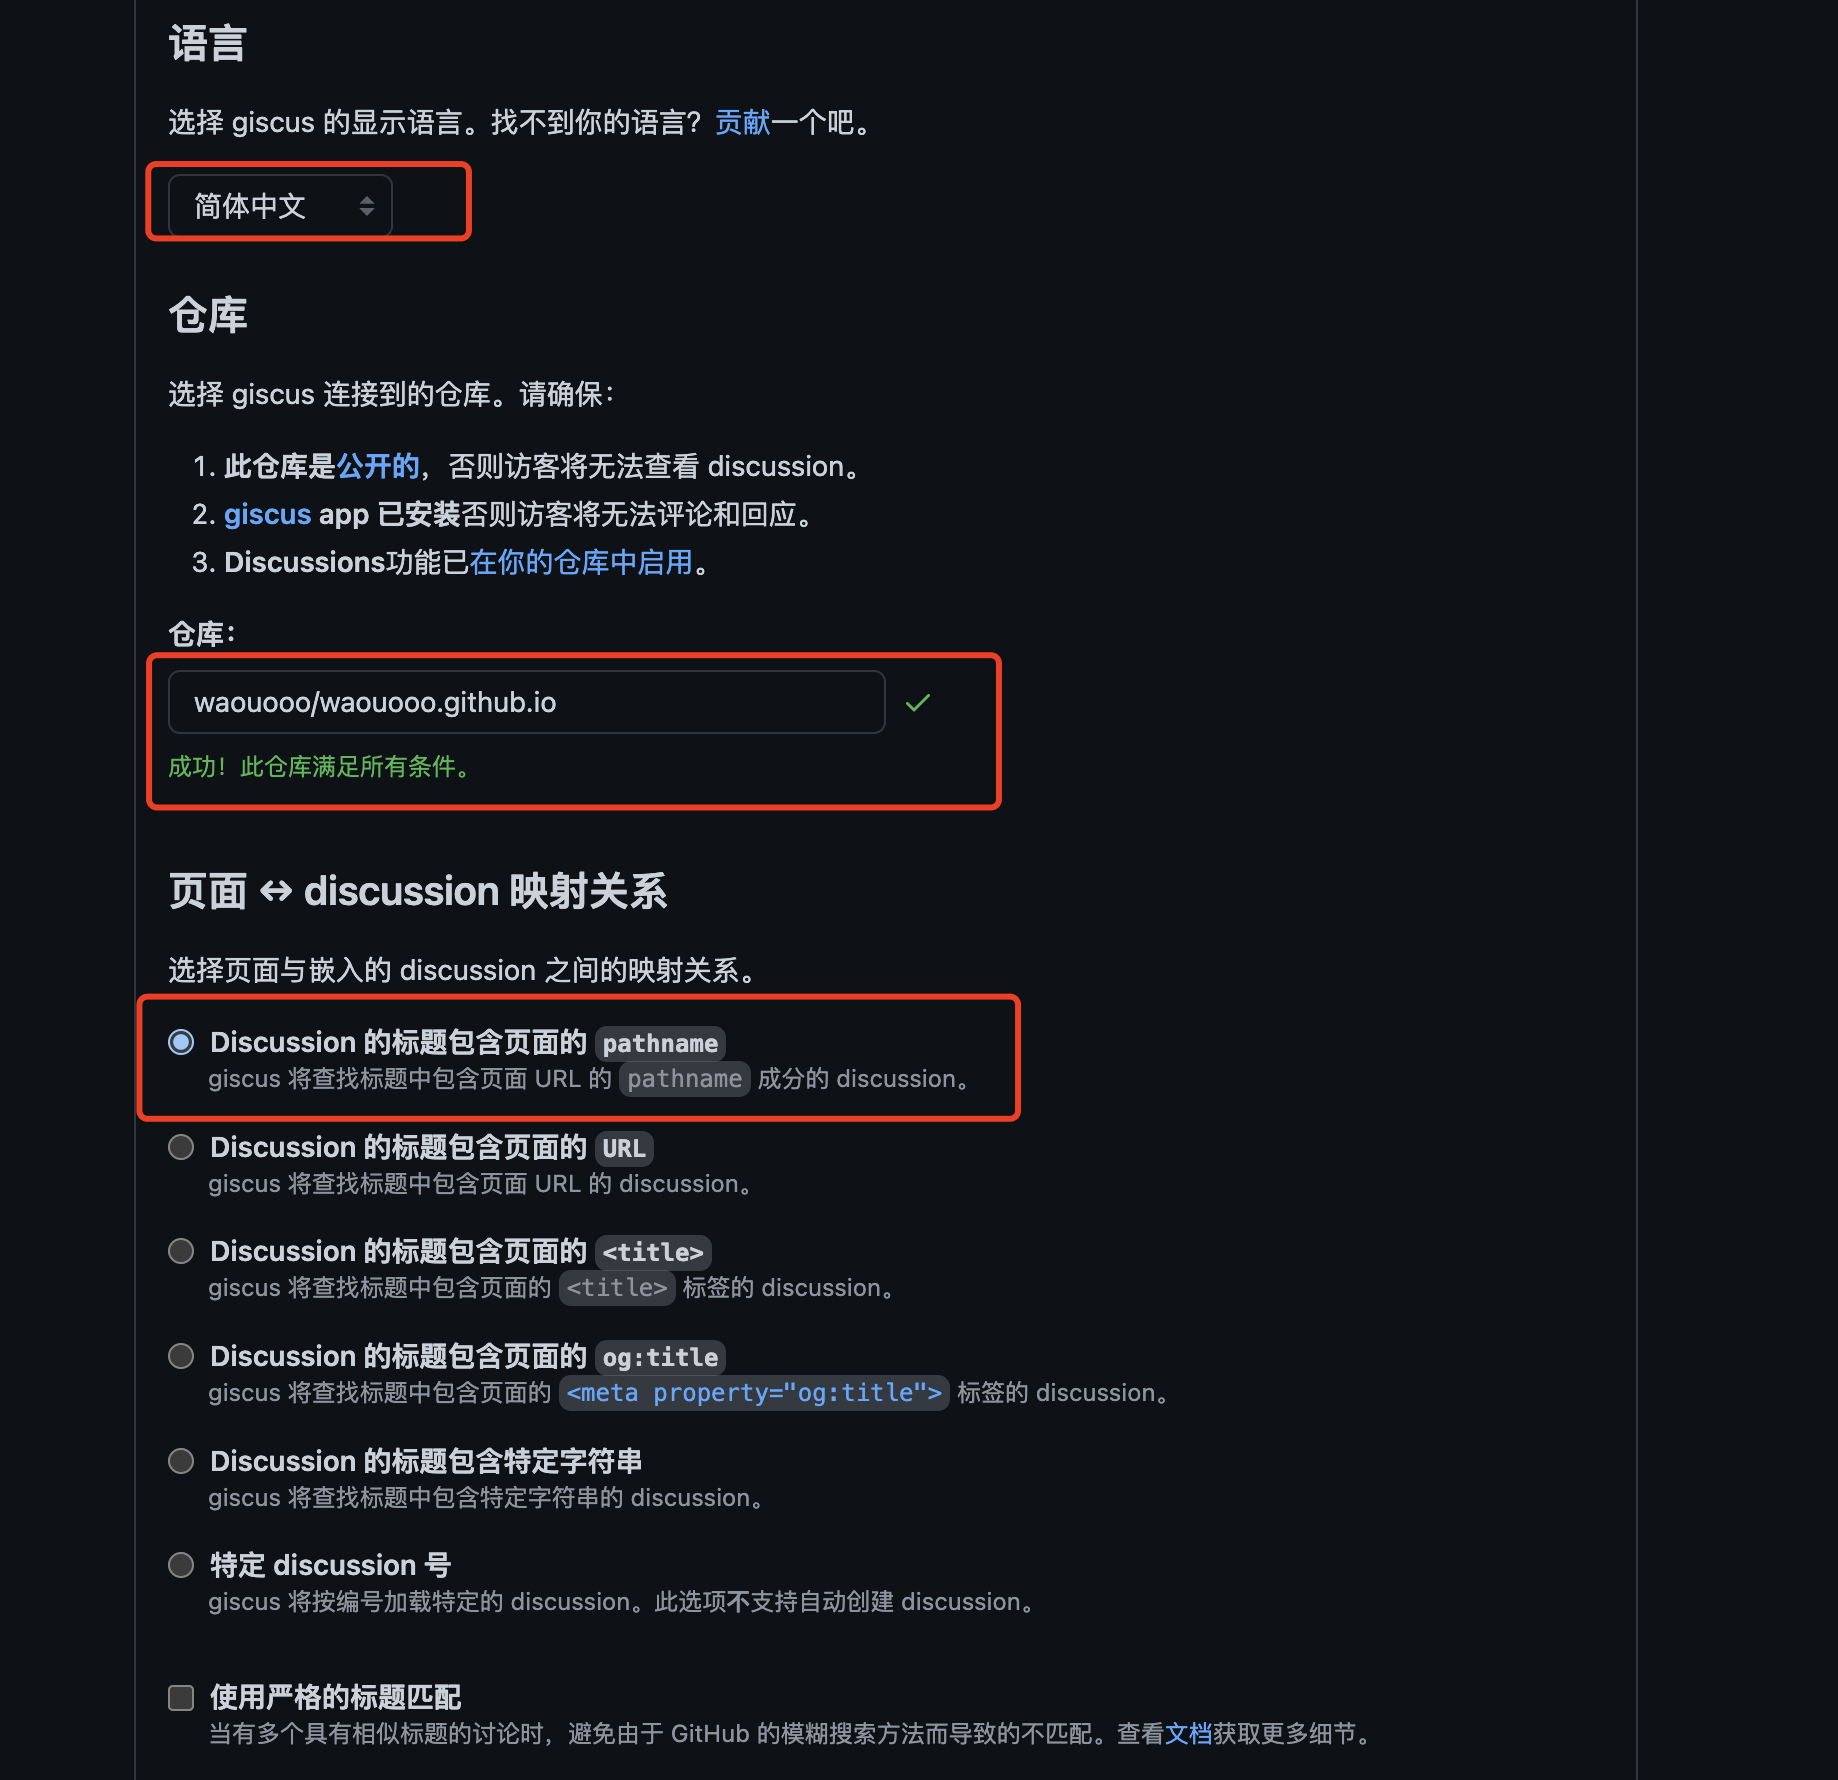 语言
选择 giscus 的显示语言。找不到你的语言？贡献一个吧。
简体中文
仓库
选择 giscus 连接到的仓库。请确保：
1. 此仓库是公开的，否则访客将无法查看 discussion。
2. giscus app 已安装否则访客将无法评论和回应。
3. Discussions功能已在你的仓库中启用。
仓库：
waouooo/waouooo.github.io
成功！此仓库满足所有条件。
页面 ↔ discussion 映射关系
选择页面与嵌入的 discussion 之间的映射关系。
Discussion 的标题包含页面的 pathname
giscus 将查找标题中包含页面 URL 的 pathname 成分的 discussion。
Discussion 的标题包含页面的 URL
giscus 将查找标题中包含页面 URL 的 discussion。
Discussion 的标题包含页面的 <title>
giscus 将查找标题中包含页面的 <title> 标签的 discussion。
Discussion 的标题包含页面的 og:title
giscus 将查找标题中包含页面的 <meta property="og:title"> 标签的 discussion。
Discussion 的标题包含特定字符串
giscus 将查找标题中包含特定字符串的 discussion。
特定 discussion 号
giscus 将按编号加载特定的 discussion。此选项不支持自动创建 discussion。
使用严格的标题匹配
当有多个具有相似标题的讨论时，避免由于 GitHub 的模糊搜索方法而导致的不匹配。查看文档获取更多细节。